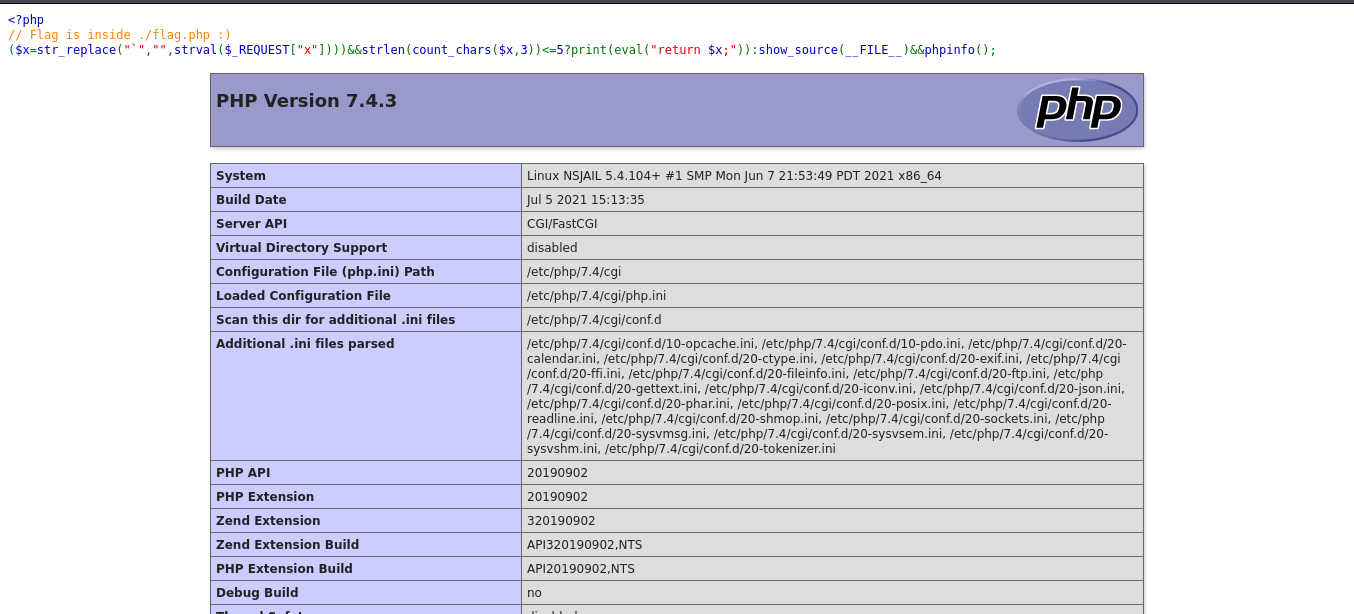 <?php
// Flag is inside ./flag.php :)
($x=str_replace("`","",strval($_REQUEST["x"])))&&strlen(count_chars($x,3))<=5?print(eval("return $x;")):show_source(__FILE__)&&phpinfo();
PHP Version 7.4.3
php
System Linux NSJAIL 5.4.104+ #1 SMP Mon Jun 7 21:53:49 PDT 2021 x86_64
Build Date Jul 5 2021 15:13:35
Server API CGI/FastCGI
Virtual Directory Support disabled
Configuration File (php.ini) Path /etc/php/7.4/cgi
Loaded Configuration File /etc/php/7.4/cgi/php.ini
Scan this dir for additional .ini files /etc/php/7.4/cgi/conf.d
Additional .ini files parsed /etc/php/7.4/cgi/conf.d/10-opcache.ini, /etc/php/7.4/cgi/conf.d/10-pdo.ini, /etc/php/7.4/cgi/conf.d/20-
calendar.ini, /etc/php/7.4/cgi/conf.d/20-ctype.ini, /etc/php/7.4/cgi/conf.d/20-exif.ini, /etc/php/7.4/cgi
/conf.d/20-ffi.ini, /etc/php/7.4/cgi/conf.d/20-fileinfo.ini, /etc/php/7.4/cgi/conf.d/20-ftp.ini, /etc/php
/7.4/cgi/conf.d/20-gettext.ini, /etc/php/7.4/cgi/conf.d/20-iconv.ini, /etc/php/7.4/cgi/conf.d/20-json.ini,
/etc/php/7.4/cgi/conf.d/20-phar.ini, /etc/php/7.4/cgi/conf.d/20-posix.ini, /etc/php/7.4/cgi/conf.d/20-
readline.ini, /etc/php/7.4/cgi/conf.d/20-shmop.ini, /etc/php/7.4/cgi/conf.d/20-sockets.ini, /etc/php
/7.4/cgi/conf.d/20-sysvmsg.ini, /etc/php/7.4/cgi/conf.d/20-sysvsem.ini, /etc/php/7.4/cgi/conf.d/20-
sysvshm.ini, /etc/php/7.4/cgi/conf.d/20-tokenizer.ini
PHP API 20190902
PHP Extension 20190902
Zend Extension 320190902
Zend Extension Build API320190902,NTS
PHP Extension Build API20190902,NTS
Debug Build no